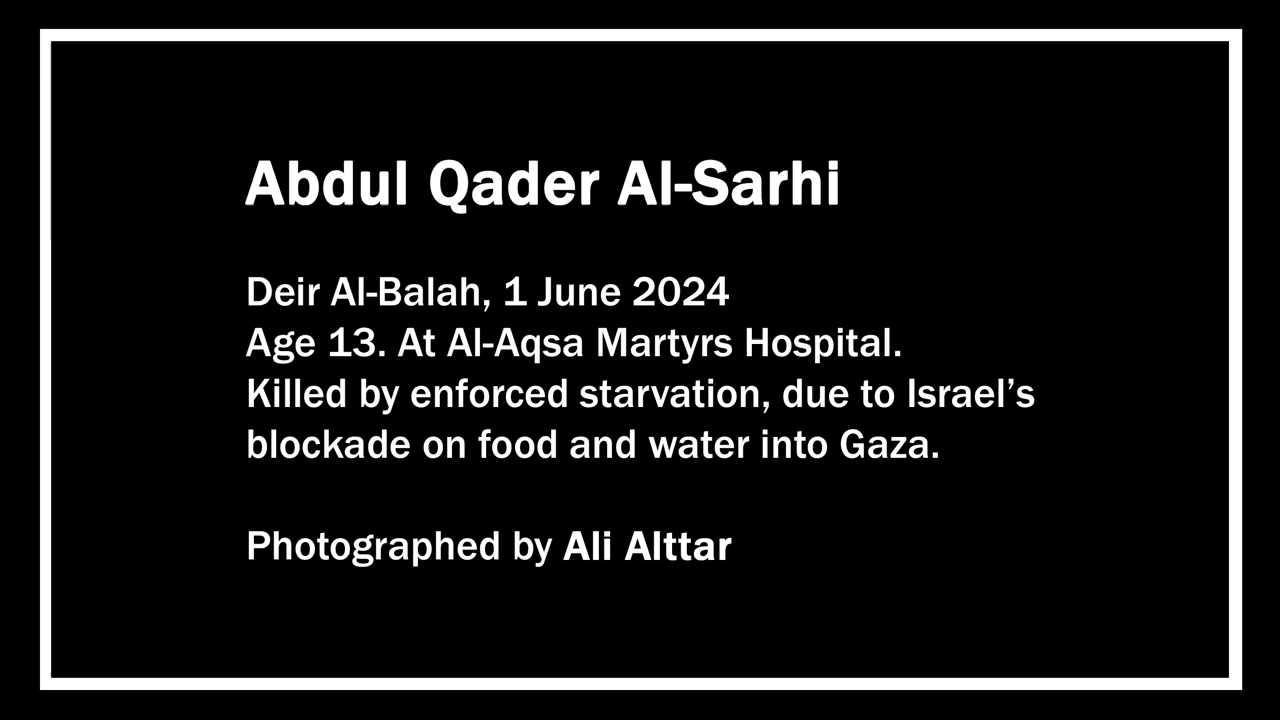 Abdul Qader Al-Sarhi
Deir Al-Balah, 1 June 2024
Age 13. At Al-Aqsa Martyrs Hospital.
Killed by enforced starvation, due to Israel’s
blockade on food and water into Gaza.
Photographed by Ali Alttar